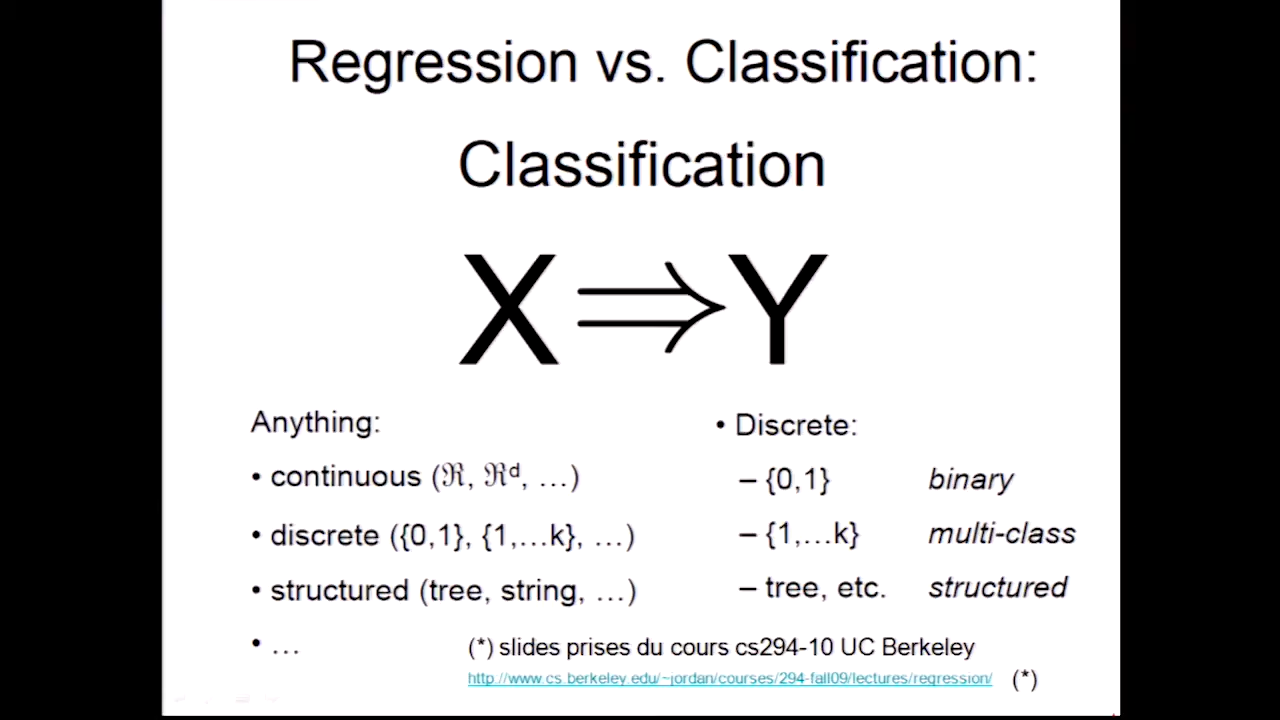 Regression vs. Classification:
Classification
X ⇒ Y
Anything:
• continuous (ℜ, ℜᵈ, …)
• discrete ({0,1}, {1,…k}, …)
• structured (tree, string, …)
• …
• Discrete:
– {0,1} binary
– {1,…k} multi-class
– tree, etc. structured
(*) slides prises du cours cs294-10 UC Berkeley
http://www.cs.berkeley.edu/~jordan/courses/294-fall09/lectures/regression/ (*)